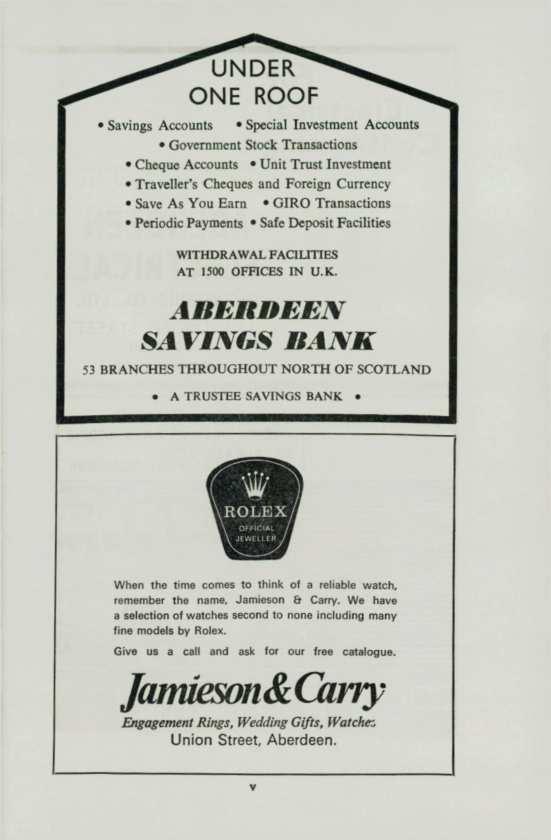 UNDER
ONE ROOF
• Savings Accounts • Special Investment Accounts
• Government Stock Transactions
• Cheque Accounts • Unit Trust Investment
• Traveller's Cheques and Foreign Currency
• Save As You Earn • GIRO Transactions
• Periodic Payments • Safe Deposit Facilities
WITHDRAWAL FACILITIES
AT 1500 OFFICES IN U.K.
ABERDEEN
SAVINGS BANK
53 BRANCHES THROUGHOUT NORTH OF SCOTLAND
• A TRUSTEE SAVINGS BANK •
ROLEX
OFFICIAL
JEWELLER
When the time comes to think of a reliable watch,
remember the name, Jamieson & Carry. We have
a selection of watches second to none including many
fine models by Rolex.
Give us a call and ask for our free catalogue.
Jamieson & Carry
Engagement Rings, Wedding Gifts, Watches
Union Street, Aberdeen.
v